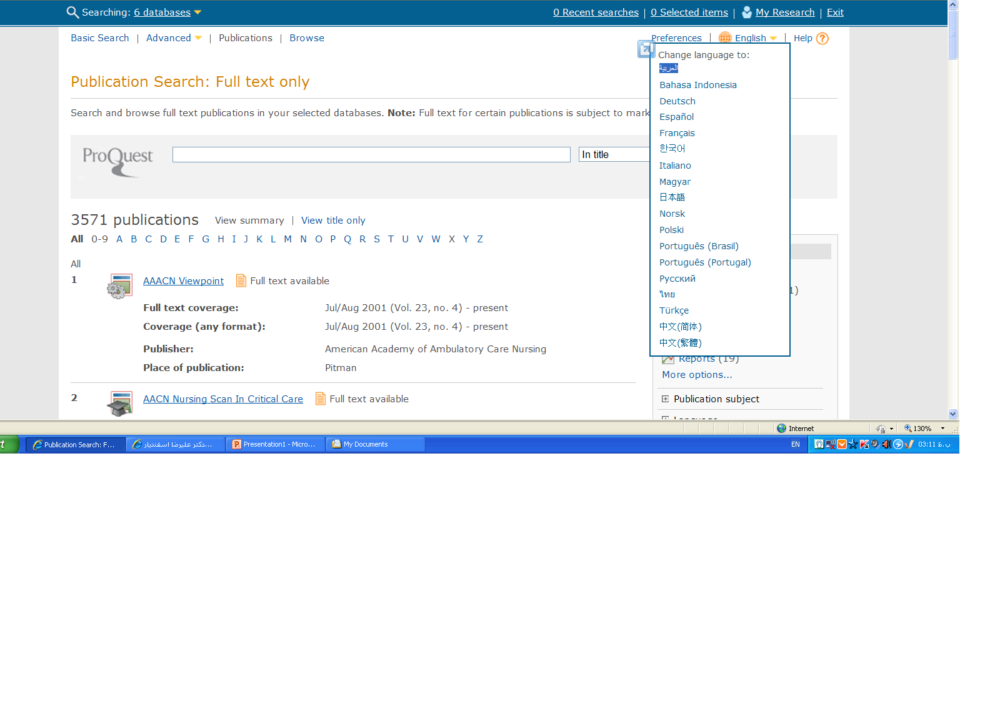 Searching: 6 databases
0 Recent searches | 0 Selected items | My Research | Exit
Basic Search | Advanced | Publications | Browse
Preferences | English | Help ?
Change language to:
العربية
Bahasa Indonesia
Deutsch
Español
Français
한국어
Italiano
Magyar
日本語
Norsk
Polski
Português (Brasil)
Português (Portugal)
Русский
ไทย
Türkçe
中文(简体)
中文(繁體)
Publication Search: Full text only
Search and browse full text publications in your selected databases. Note: Full text for certain publications is subject to mark
ProQuest
In title
3571 publications View summary | View title only
All 0-9 A B C D E F G H I J K L M N O P Q R S T U V W X Y Z
All
1 AAACN Viewpoint Full text available
Full text coverage: Jul/Aug 2001 (Vol. 23, no. 4) - present
Coverage (any format): Jul/Aug 2001 (Vol. 23, no. 4) - present
Publisher: American Academy of Ambulatory Care Nursing
Place of publication: Pitman
2 AACN Nursing Scan In Critical Care Full text available
1)
Reports (19)
More options...
Publication subject
Language
Internet
130%
rt
Publication Search: F...
دکتر علیرضا اسفندیار...
Presentation1 - Micro...
My Documents
EN
03:11 ب.ظ